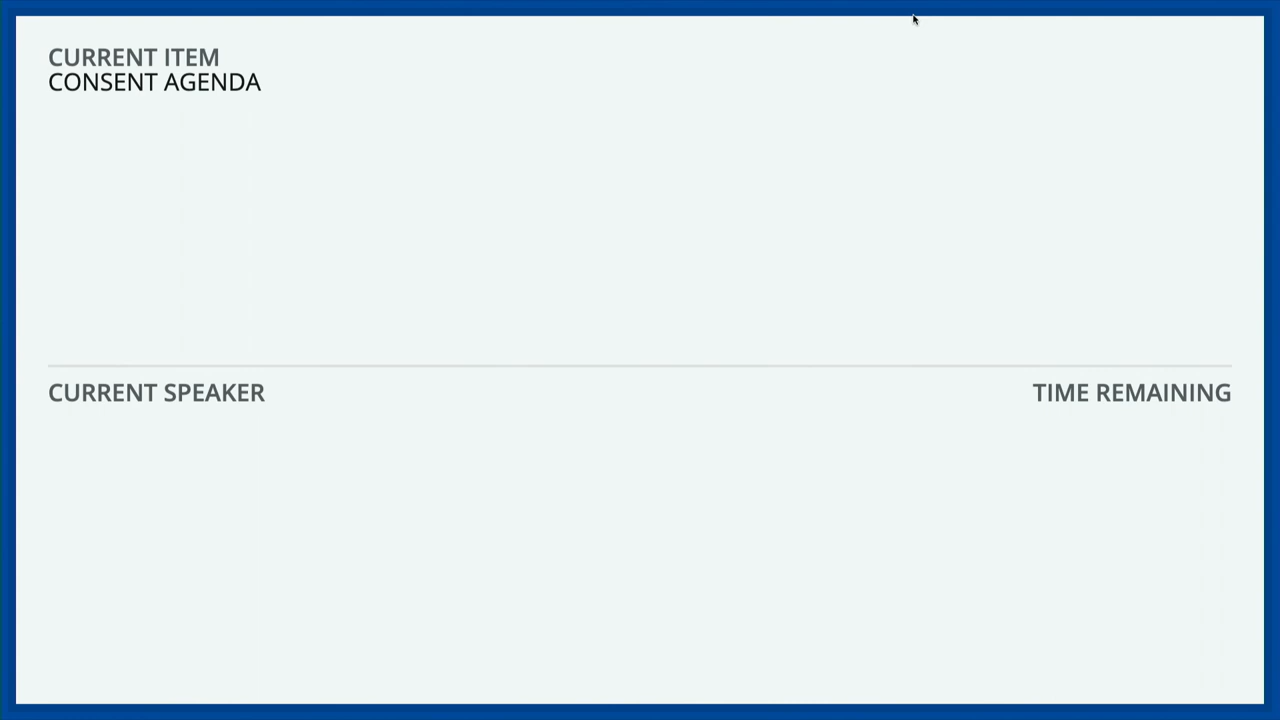 CURRENT ITEM
CONSENT AGENDA
CURRENT SPEAKER
TIME REMAINING